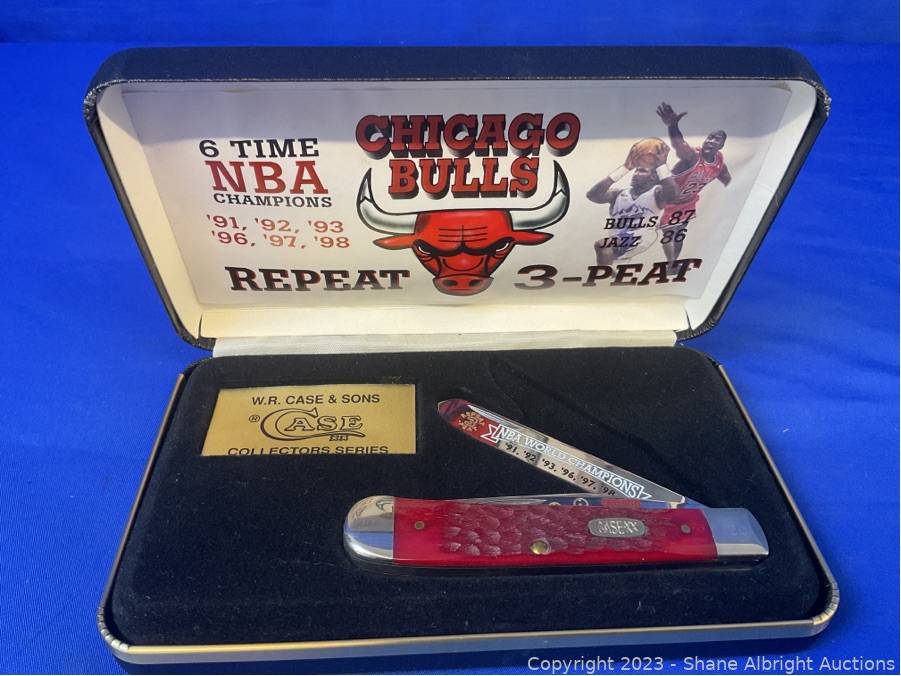 6 TIME
NBA
CHAMPIONS
'91, '92, '93
'96, '97, '98
CHICAGO
BULLS
23
BULLS 87
JAZZ 86
REPEAT 3-PEAT
W.R. CASE & SONS
® CASE
COLLECTORS SERIES
NBA WORLD CHAMPIONS
'91, '92, '93, '96, '97, '98
CASE XX
Copyright 2023 - Shane Albright Auctions